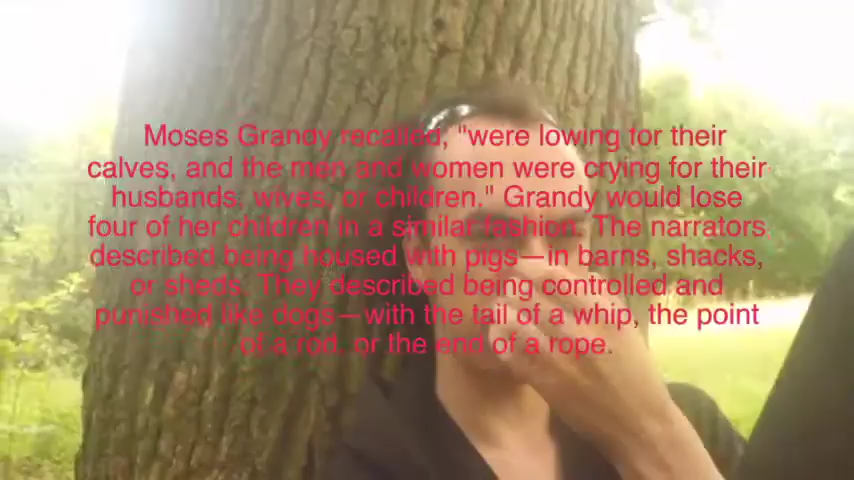 Moses Grandy recalled, "were lowing for their
calves, and the men and women were crying for their
husbands, wives, or children." Grandy would lose
four of her children in a similar fashion. The narrators
described being housed with pigs—in barns, shacks,
or sheds. They described being controlled and
punished like dogs—with the tail of a whip, the point
of a rod, or the end of a rope.